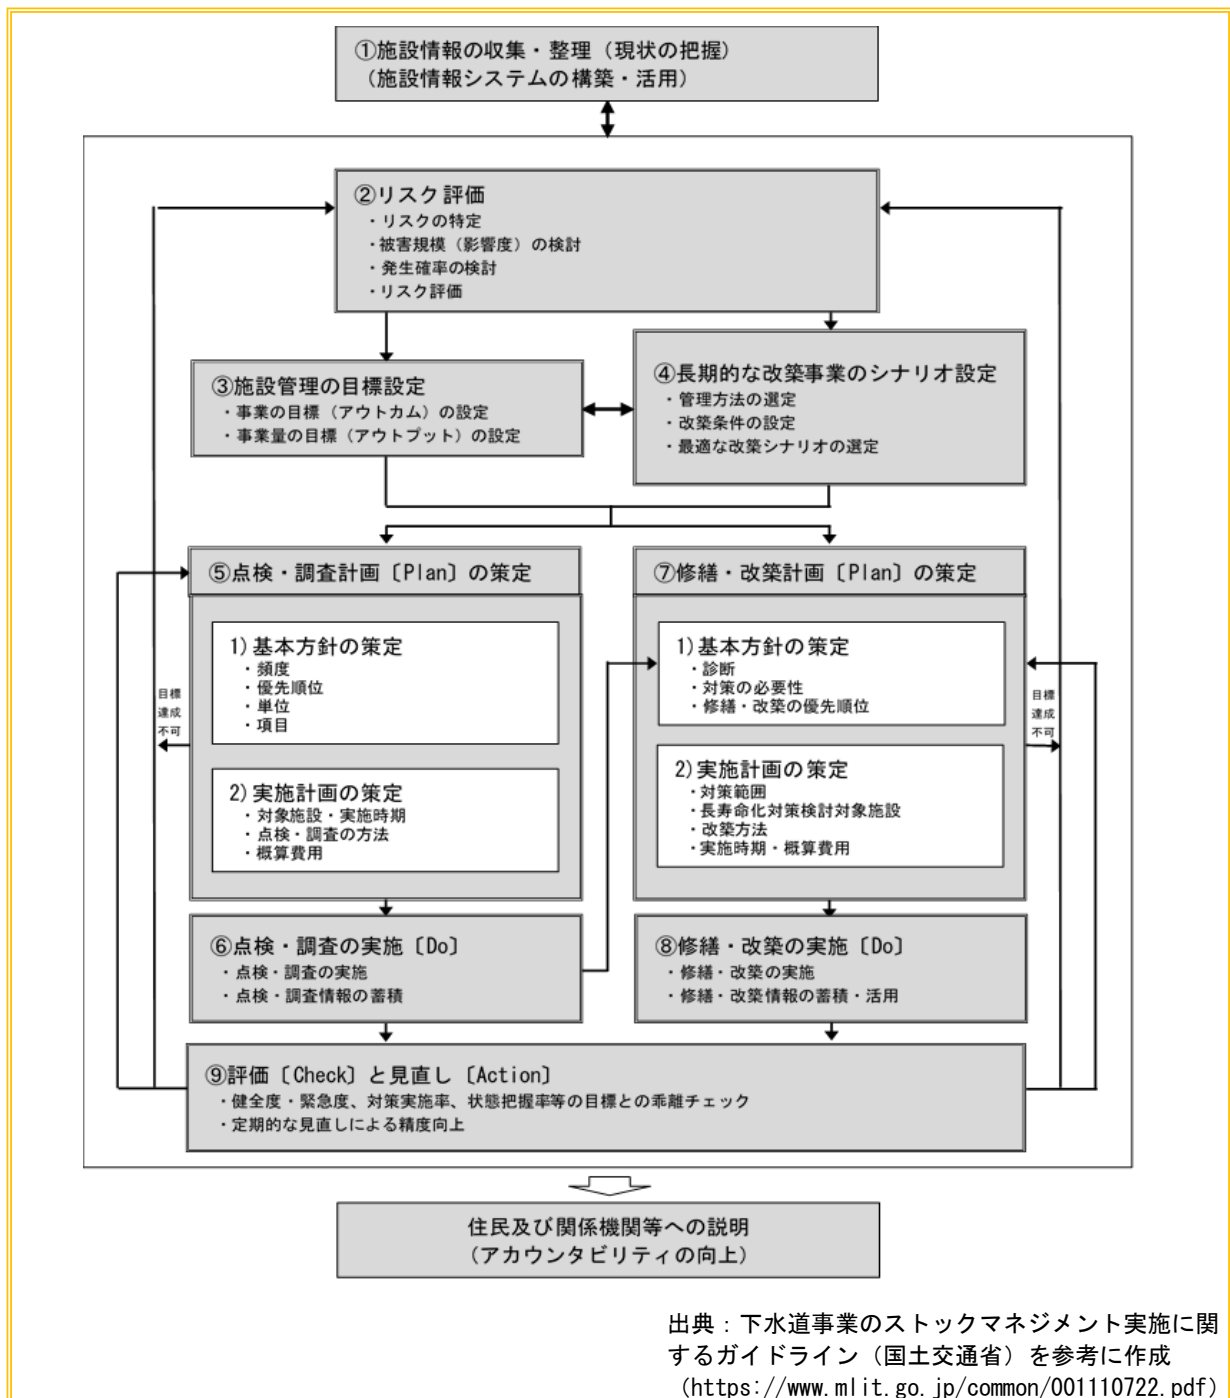 ①施設情報の収集・整理（現状の把握）
（施設情報システムの構築・活用）
②リスク評価
・リスクの特定
・被害規模（影響度）の検討
・発生確率の検討
・リスク評価
③施設管理の目標設定
・事業の目標（アウトカム）の設定
・事業量の目標（アウトプット）の設定
④長期的な改築事業のシナリオ設定
・管理方法の選定
・改築条件の設定
・最適な改築シナリオの選定
⑤点検・調査計画〔Plan〕の策定
1)基本方針の策定
・頻度
・優先順位
・単位
・項目
2)実施計画の策定
・対象施設・実施時期
・点検・調査の方法
・概算費用
目標
達成
不可
⑦修繕・改築計画〔Plan〕の策定
1)基本方針の策定
・診断
・対策の必要性
・修繕・改築の優先順位
2)実施計画の策定
・対策範囲
・長寿命化対策検討対象施設
・改築方法
・実施時期・概算費用
目標
達成
不可
⑥点検・調査の実施〔Do〕
・点検・調査の実施
・点検・調査情報の蓄積
⑧修繕・改築の実施〔Do〕
・修繕・改築の実施
・修繕・改築情報の蓄積・活用
⑨評価〔Check〕と見直し〔Action〕
・健全度・緊急度、対策実施率、状態把握率等の目標との乖離チェック
・定期的な見直しによる精度向上
住民及び関係機関等への説明
（アカウンタビリティの向上）
出典：下水道事業のストックマネジメント実施に関
するガイドライン（国土交通省）を参考に作成
（https://www.mlit.go.jp/common/001110722.pdf）